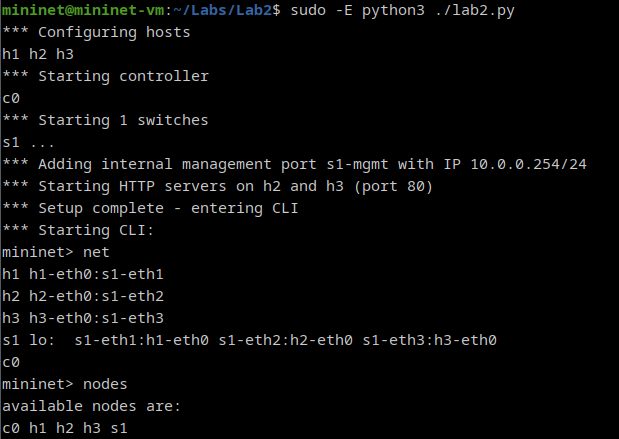 mininet@mininet-vm:~/Labs/Lab2$ sudo -E python3 ./lab2.py
*** Configuring hosts
h1 h2 h3
*** Starting controller
c0
*** Starting 1 switches
s1 ...
*** Adding internal management port s1-mgmt with IP 10.0.0.254/24
*** Starting HTTP servers on h2 and h3 (port 80)
*** Setup complete - entering CLI
*** Starting CLI:
mininet> net
h1 h1-eth0:s1-eth1
h2 h2-eth0:s1-eth2
h3 h3-eth0:s1-eth3
s1 lo:  s1-eth1:h1-eth0 s1-eth2:h2-eth0 s1-eth3:h3-eth0
c0
mininet> nodes
available nodes are:
c0 h1 h2 h3 s1